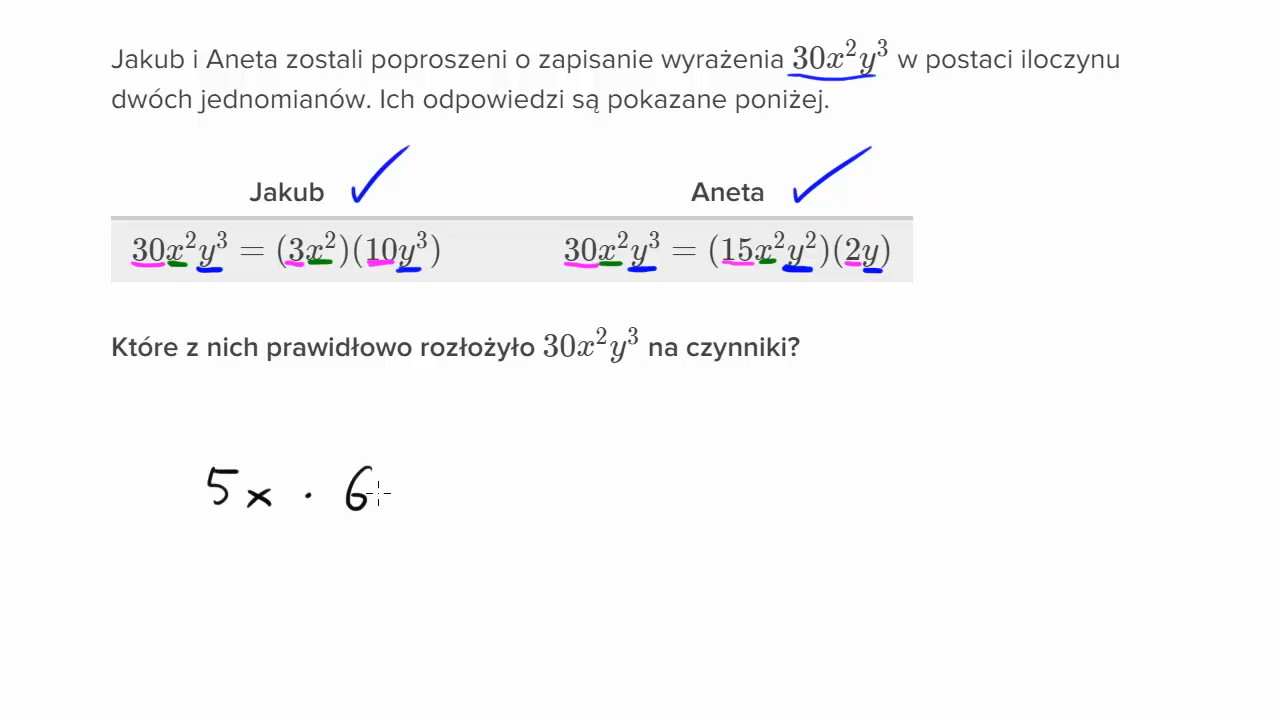 Jakub i Aneta zostali poproszeni o zapisanie wyrażenia 30x²y³ w postaci iloczynu
dwóch jednomianów. Ich odpowiedzi są pokazane poniżej.
Jakub Aneta
30x²y³ = (3x²)(10y³) 30x²y³ = (15x²y²)(2y)
Które z nich prawidłowo rozłożyło 30x²y³ na czynniki?
5x · 6